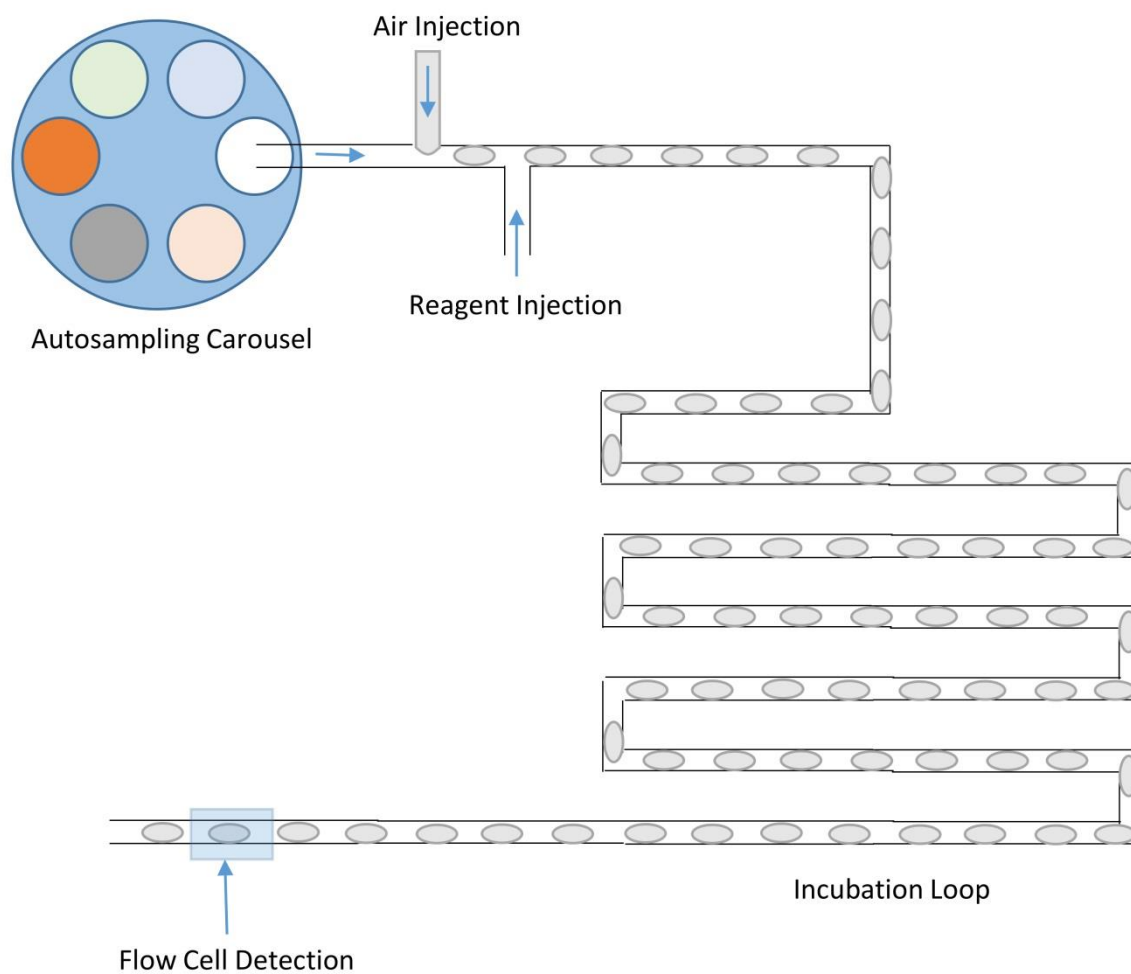 Air Injection
Reagent Injection
Autosampling Carousel
Incubation Loop
Flow Cell Detection